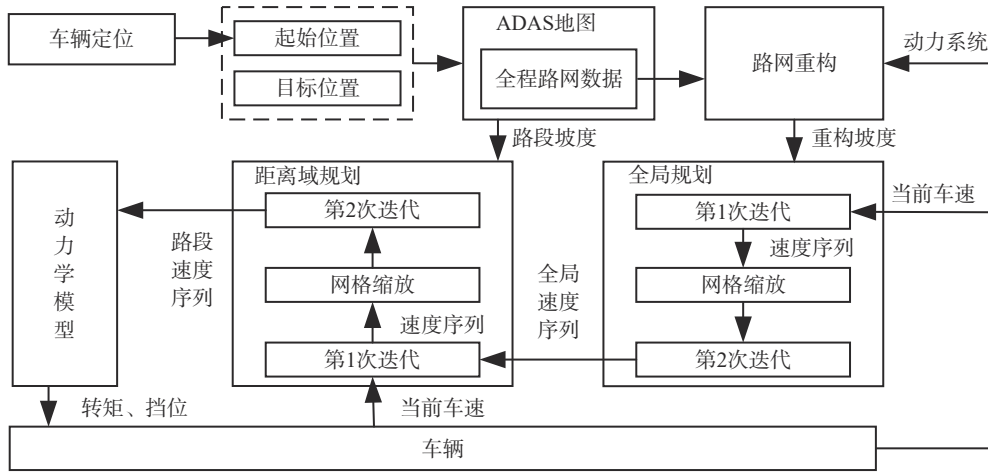 车辆定位
起始位置
目标位置
ADAS地图
全程路网数据
路网重构
动力系统
路段坡度
重构坡度
动
力
学
模
型
距离域规划
第2次迭代
网格缩放
速度序列
第1次迭代
路段
速度
序列
全局
速度
序列
全局规划
第1次迭代
速度序列
网格缩放
第2次迭代
当前车速
转矩、挡位
当前车速
车辆